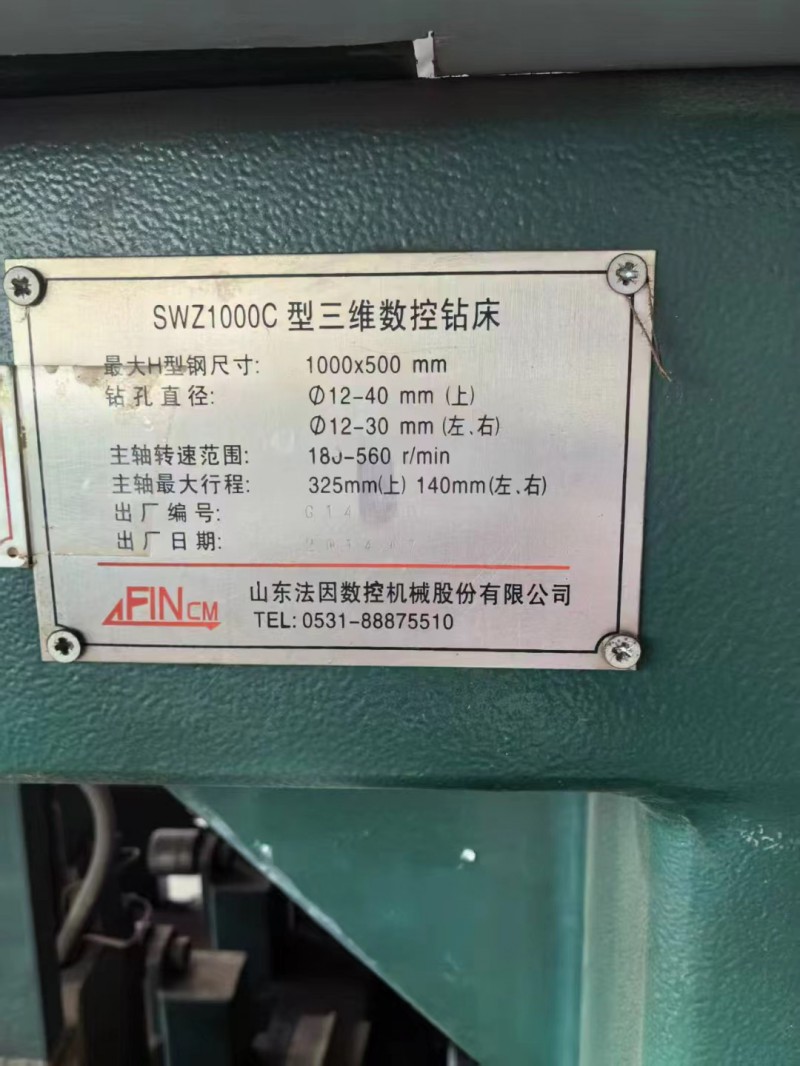 SWZ1000C 型三维数控钻床
最大H型钢尺寸: 1000x500 mm
钻孔直径: ∅12-40 mm (上)
∅12-30 mm (左、右)
主轴转速范围: 180-560 r/min
主轴最大行程: 325mm(上) 140mm(左、右)
出厂编号:
出厂日期:
FINCM 山东法因数控机械股份有限公司
TEL: 0531-88875510